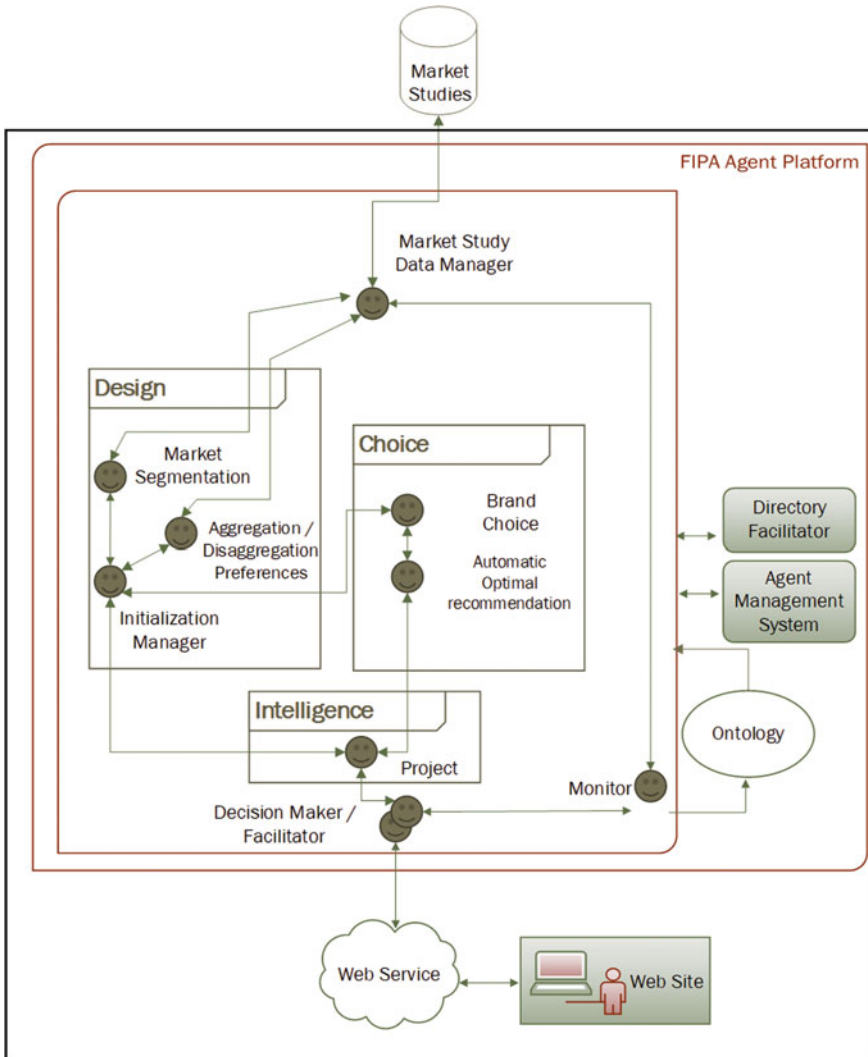 Market
Studies
FIPA Agent Platform
Market Study
Data Manager
Design
Market
Segmentation
Aggregation /
Disaggregation
Preferences
Initialization
Manager
Choice
Brand
Choice
Automatic
Optimal
recommendation
Directory
Facilitator
Agent
Management
System
Intelligence
Project
Ontology
Monitor
Decision Maker /
Facilitator
Web Service
Web Site